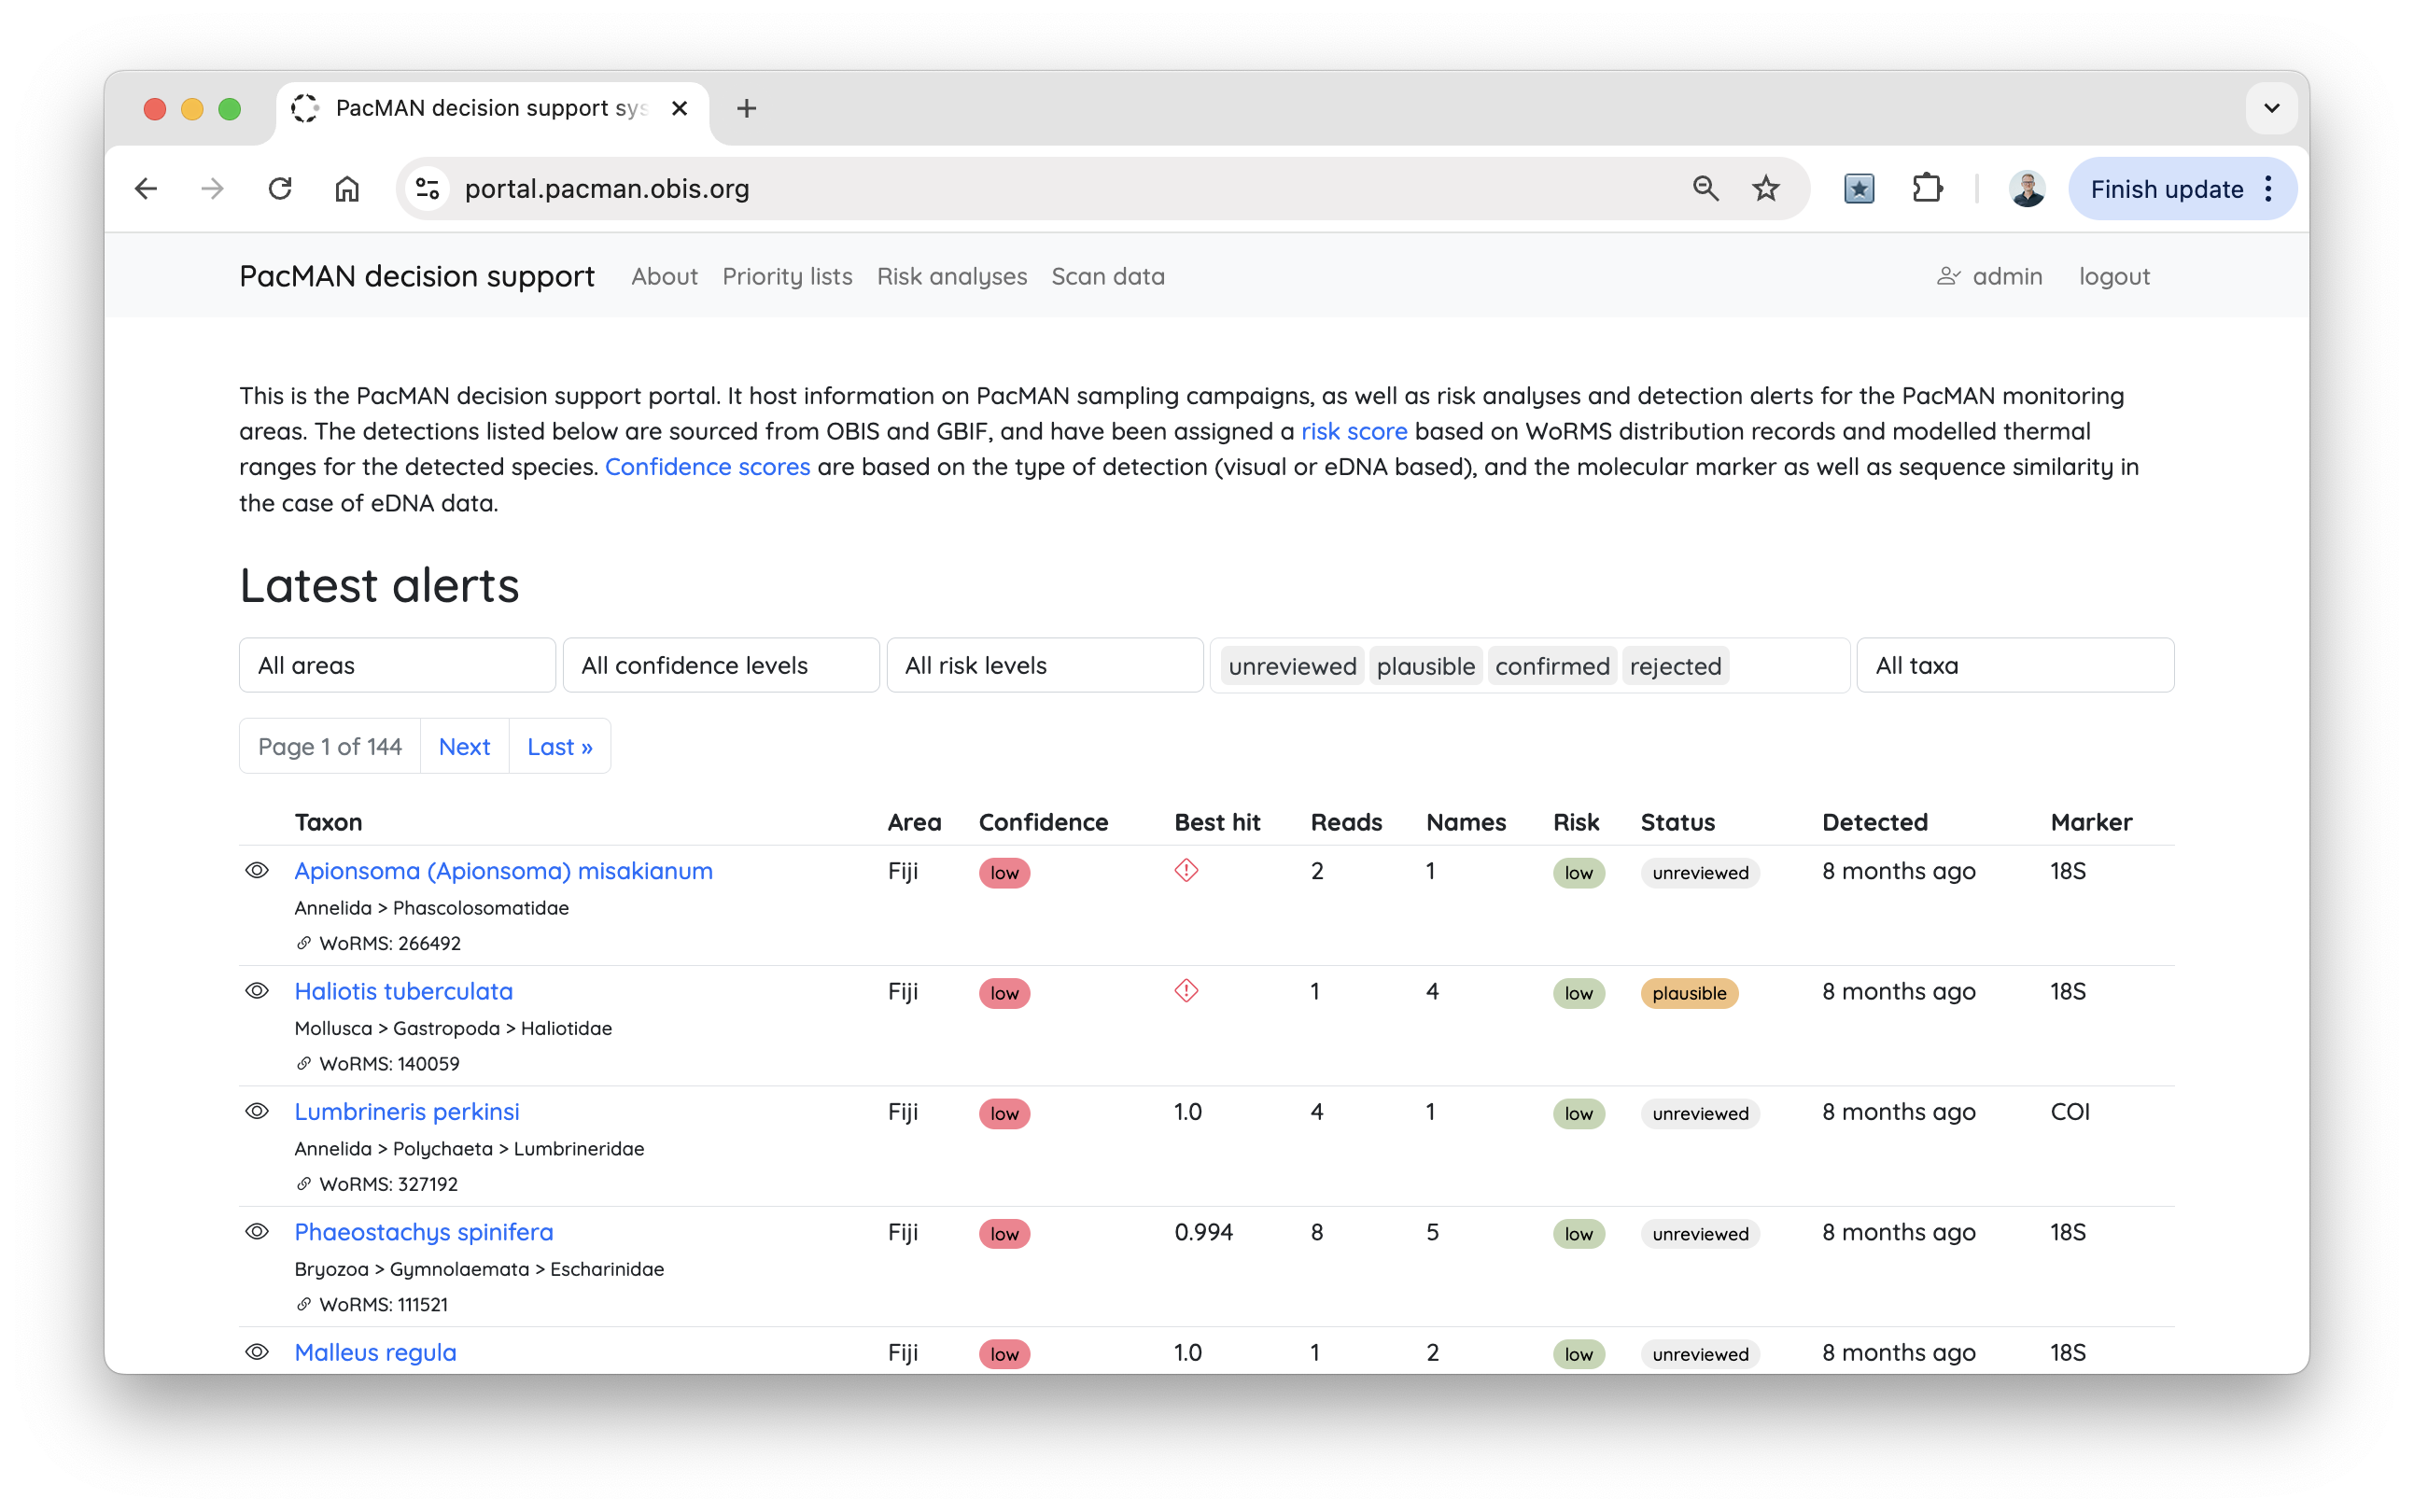 PacMAN decision support sys
portal.pacman.obis.org
Finish update
PacMAN decision support About Priority lists Risk analyses Scan data admin logout
This is the PacMAN decision support portal. It host information on PacMAN sampling campaigns, as well as risk analyses and detection alerts for the PacMAN monitoring
areas. The detections listed below are sourced from OBIS and GBIF, and have been assigned a risk score based on WoRMS distribution records and modelled thermal
ranges for the detected species. Confidence scores are based on the type of detection (visual or eDNA based), and the molecular marker as well as sequence similarity in
the case of eDNA data.
Latest alerts
All areas All confidence levels All risk levels unreviewed plausible confirmed rejected All taxa
Page 1 of 144 Next Last »
Taxon Area Confidence Best hit Reads Names Risk Status Detected Marker
Apionsoma (Apionsoma) misakianum Fiji low 2 1 low unreviewed 8 months ago 18S
Annelida > Phascolosomatidae
WoRMS: 266492
Haliotis tuberculata Fiji low 1 4 low plausible 8 months ago 18S
Mollusca > Gastropoda > Haliotidae
WoRMS: 140059
Lumbrineris perkinsi Fiji low 1.0 4 1 low unreviewed 8 months ago COI
Annelida > Polychaeta > Lumbrineridae
WoRMS: 327192
Phaeostachys spinifera Fiji low 0.994 8 5 low unreviewed 8 months ago 18S
Bryozoa > Gymnolaemata > Escharinidae
WoRMS: 111521
Malleus regula Fiji low 1.0 1 2 low unreviewed 8 months ago 18S